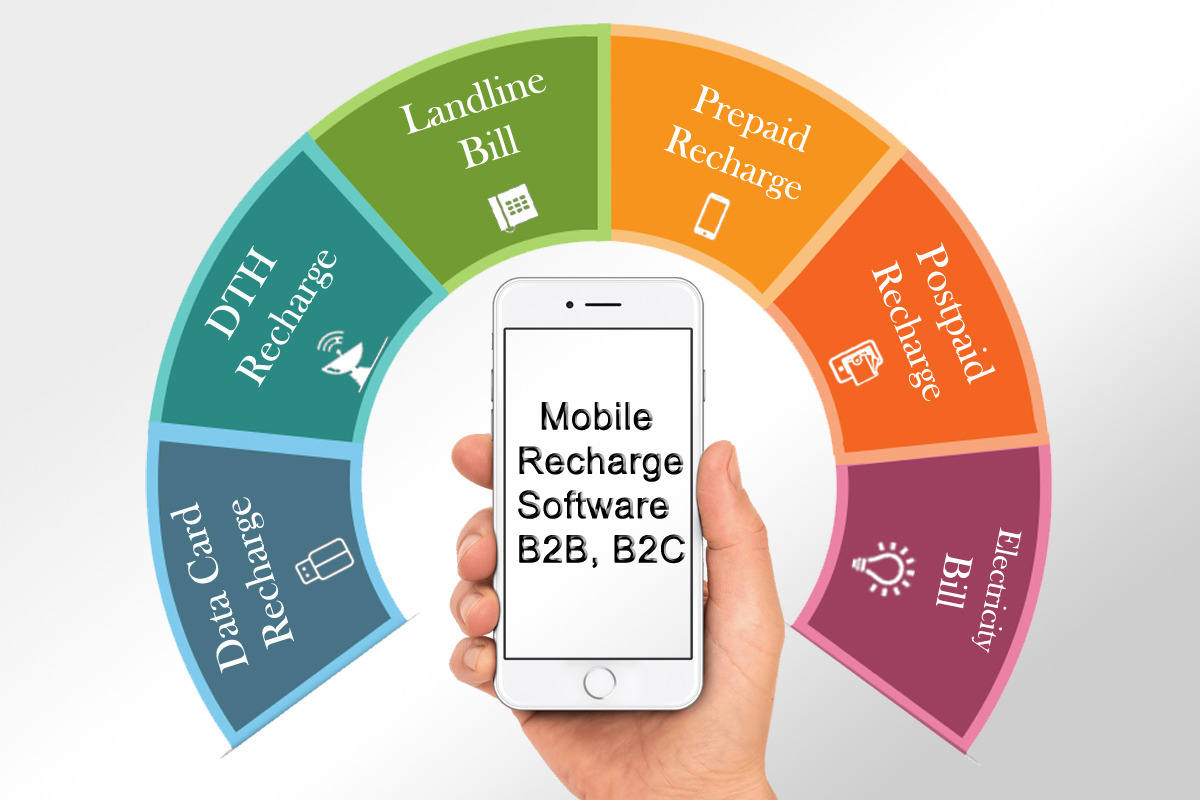 Landline
Bill
Prepaid
Recharge
DTH
Recharge
Postpaid
Recharge
Data Card
Recharge
Electricity
Bill
Mobile
Recharge
Software
B2B, B2C